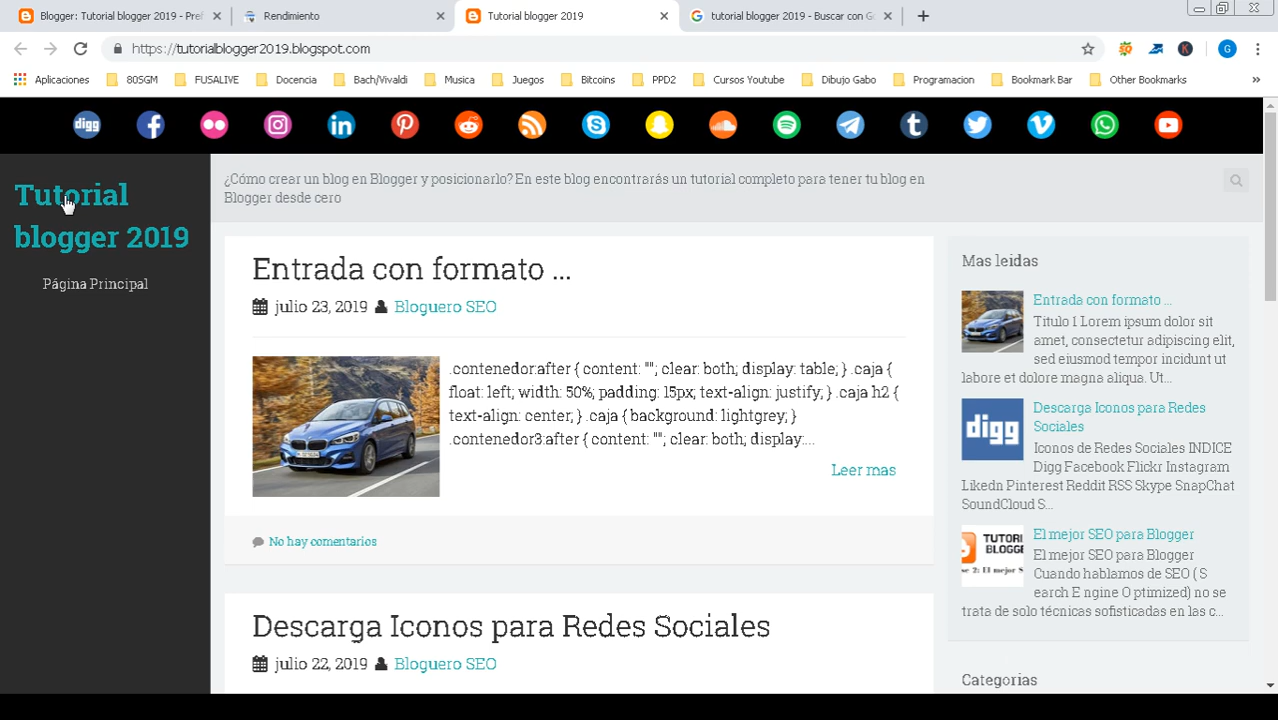 Blogger: Tutorial blogger 2019 - Pref
Rendimiento
Tutorial blogger 2019
tutorial blogger 2019 - Buscar con Go
https://tutorialblogger2019.blogspot.com
G
Aplicaciones
80SGM
FUSALIVE
Docencia
Bach/Vivaldi
Musica
Juegos
Bitcoins
PPD2
Cursos Youtube
Dibujo Gabo
Programacion
Bookmark Bar
Other Bookmarks
»
digg
Tutorial
blogger 2019
Página Principal
¿Cómo crear un blog en Blogger y posicionarlo? En este blog encontrarás un tutorial completo para tener tu blog en
Blogger desde cero
Entrada con formato ...
julio 23, 2019 Bloguero SEO
.contenedor:after { content: ""; clear: both; display: table; } .caja {
float: left; width: 50%; padding: 15px; text-align: justify; } .caja h2 {
text-align: center; } .caja { background: lightgrey; }
.contenedor3:after { content: ""; clear: both; display:...
Leer mas
No hay comentarios
Descarga Iconos para Redes Sociales
julio 22, 2019 Bloguero SEO
Mas leidas
Entrada con formato ...
Titulo 1 Lorem ipsum dolor sit
amet, consectetur adipiscing elit,
sed eiusmod tempor incidunt ut
labore et dolore magna aliqua. Ut...
digg
Descarga Iconos para Redes
Sociales
Iconos de Redes Sociales INDICE
Digg Facebook Flickr Instagram
Likedn Pinterest Reddit RSS Skype SnapChat
SoundCloud S...
TUTOR
BLOGGE
se 2: El mejor S
El mejor SEO para Blogger
El mejor SEO para Blogger
Cuando hablamos de SEO ( S
earch E ngine O ptimized) no se
trata de solo técnicas sofisticadas en las c...
Categorias